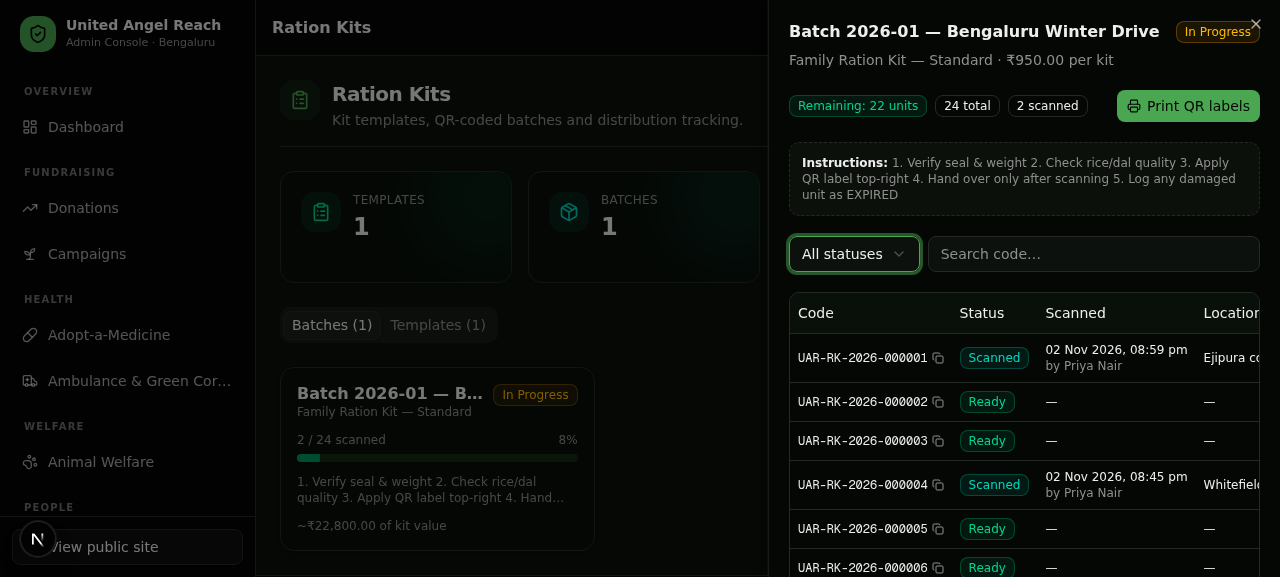 United Angel Reach
Admin Console · Bengaluru
OVERVIEW
Dashboard
FUNDRAISING
Donations
Campaigns
HEALTH
Adopt-a-Medicine
Ambulance & Green Cor...
WELFARE
Animal Welfare
PEOPLE
View public site
N
Ration Kits
Ration Kits
Kit templates, QR-coded batches and distribution tracking.
TEMPLATES
1
BATCHES
1
Batches (1)
Templates (1)
Batch 2026-01 — B...
In Progress
Family Ration Kit — Standard
2 / 24 scanned
8%
1. Verify seal & weight 2. Check rice/dal
quality 3. Apply QR label top-right 4. Hand...
~₹22,800.00 of kit value
Batch 2026-01 — Bengaluru Winter Drive
In Progress
Family Ration Kit — Standard · ₹950.00 per kit
Remaining: 22 units
24 total
2 scanned
Print QR labels
Instructions: 1. Verify seal & weight 2. Check rice/dal quality 3. Apply
QR label top-right 4. Hand over only after scanning 5. Log any damaged
unit as EXPIRED
All statuses
Search code...
Code Status Scanned Location
UAR-RK-2026-000001 Scanned 02 Nov 2026, 08:59 pm Ejipura
by Priya Nair
UAR-RK-2026-000002 Ready — —
UAR-RK-2026-000003 Ready — —
UAR-RK-2026-000004 Scanned 02 Nov 2026, 08:45 pm Whitefield
by Priya Nair
UAR-RK-2026-000005 Ready — —
UAR-RK-2026-000006 Ready — —